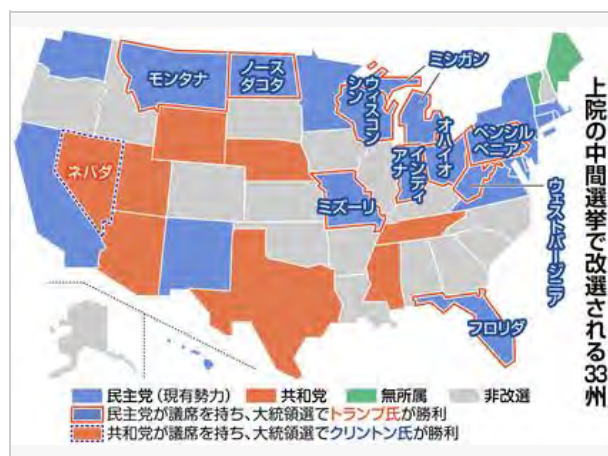 上院の中間選挙で改選される33州
モンタナ
ノース
ダコタ
ウィスコン
シン
ミシガン
オハイオ
インディ
アナ
ペンシル
ベニア
ネバダ
ミズーリ
ウェストバージニア
フロリダ
民主党(現有勢力) 共和党 無所属 非改選
民主党が議席を持ち、大統領選でトランプ氏が勝利
共和党が議席を持ち、大統領選でクリントン氏が勝利